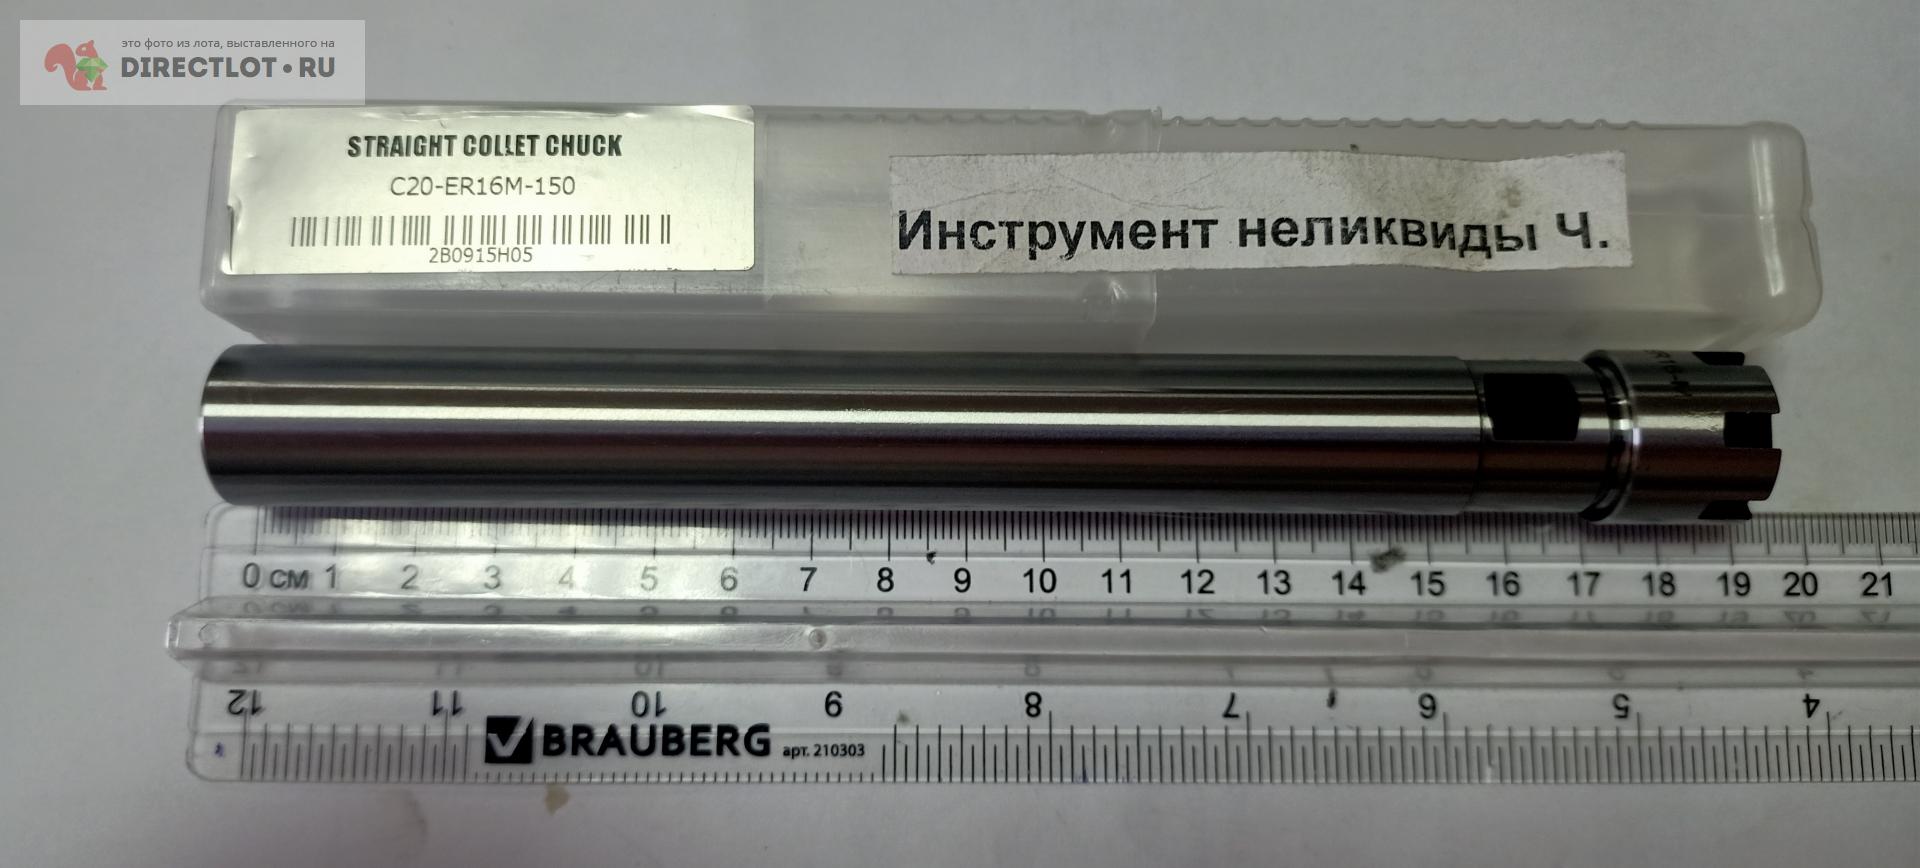 это фото из лота, выставленного на
DIRECTLOT•RU
STRAIGHT COLLET CHUCK
C20-ER16M-150
2B0915H05
Инструмент неликвиды Ч.
ER16-M
0 см 1 2 3 4 5 6 7 8 9 10 11 12 13 14 15 16 17 18 19 20 21
12 11 10 9 8 7 6 5 4
BRAUBERG арт. 210303